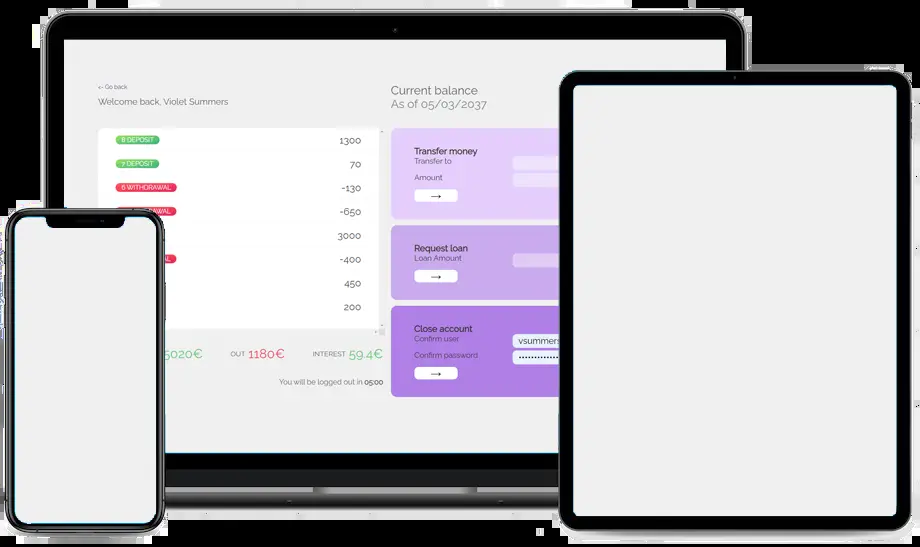 <- Go back
Welcome back, Violet Summers
Current balance
As of 05/03/2037
8 DEPOSIT 1300
7 DEPOSIT 70
6 WITHDRAWAL -130
-650
3000
-400
450
200
5020€ OUT 1180€ INTEREST 59.4€
You will be logged out in 05:00
Transfer money
Transfer to
Amount
→
Request loan
Loan Amount
→
Close account
Confirm user vsummers
Confirm password ••••••••••••
→